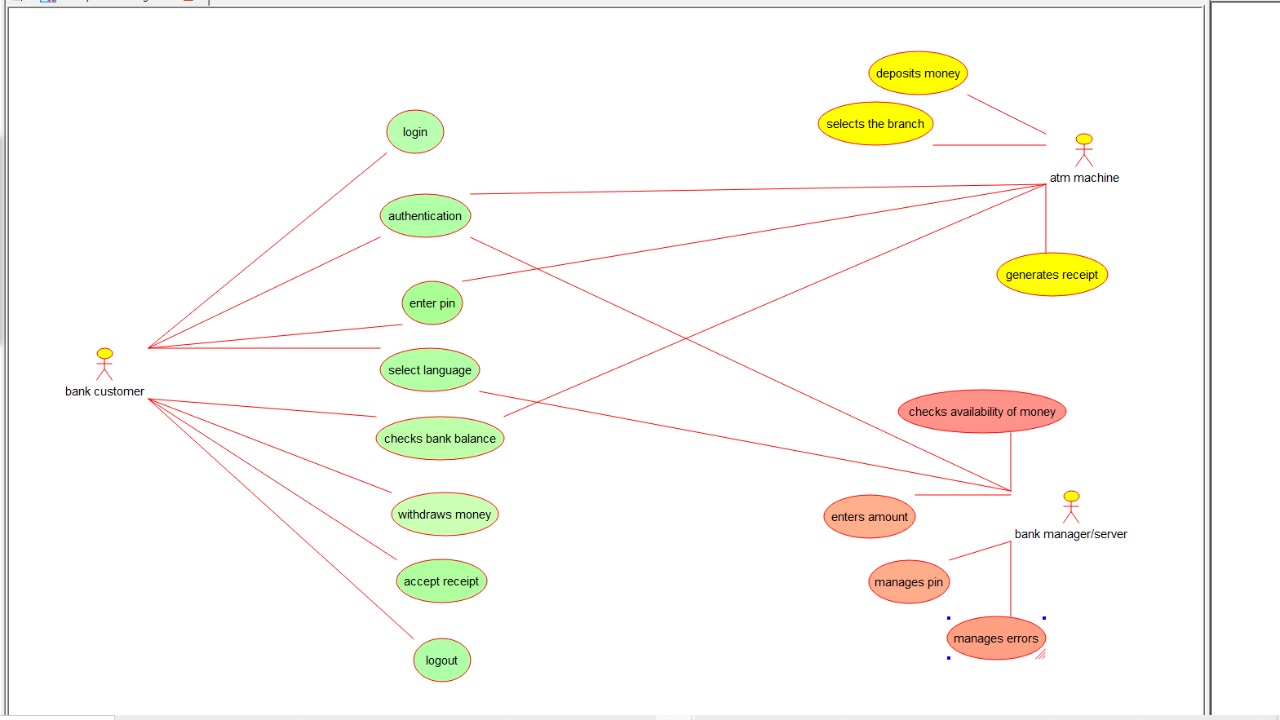 deposits money
selects the branch
login
atm machine
authentication
generates receipt
enter pin
select language
bank customer
checks availability of money
checks bank balance
withdraws money
enters amount
bank manager/server
accept receipt
manages pin
manages errors
logout